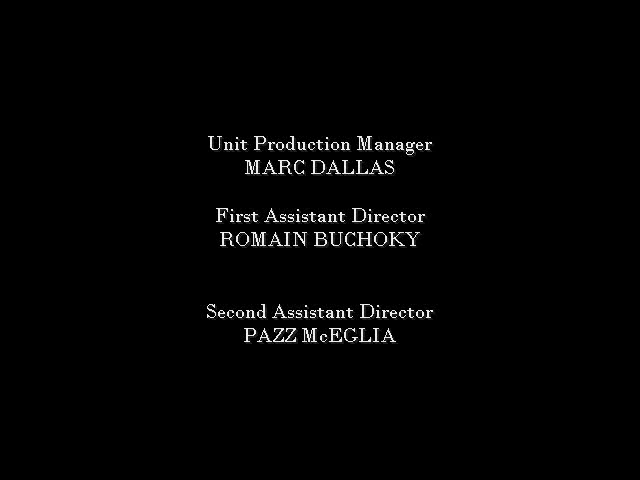 Unit Production Manager
MARC DALLAS
First Assistant Director
ROMAIN BUCHOKY
Second Assistant Director
PAZZ McEGLIA